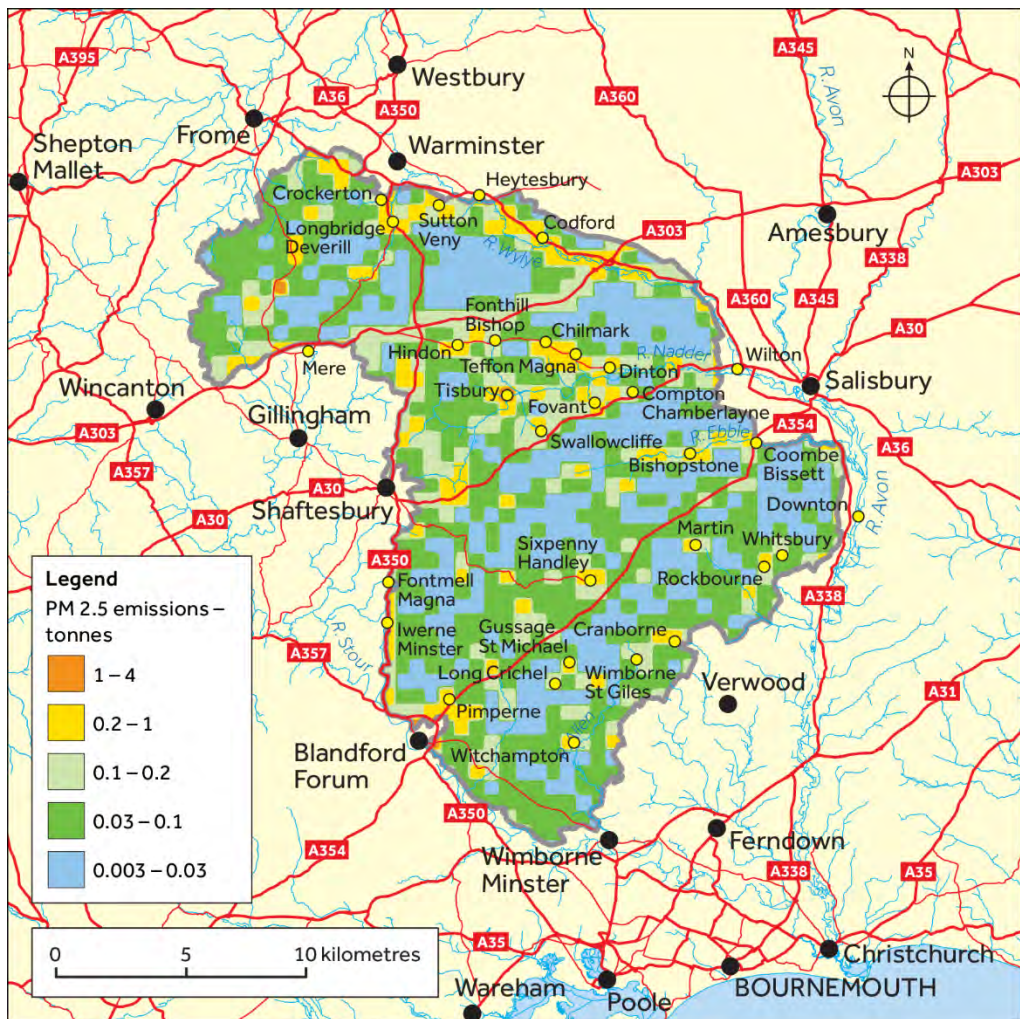 A395
Westbury
A36
A350
A360
A345
R. Avon
N
Frome
Shepton
Mallet
Warminster
Heytesbury
A303
Crockerton
Longbridge
Deverill
Sutton
Veny
Codford
R. Wylye
A303
Amesbury
A338
Fonthill
Bishop
Chilmark
A360
A345
A30
Hindon
Teffon Magna
R. Nadder
Wilton
Mere
Dinton
Salisbury
Wincanton
Tisbury
Compton
Chamberlayne
Gillingham
Fovant
A303
Swallowcliffe
R. Ebble
A354
A36
A357
Bishopstone
Coombe
Bissett
A30
Shaftesbury
A30
Downton
R. Avon
Martin
Whitsbury
Sixpenny
Handley
Rockbourne
A350
Fontmell
Magna
A338
Iwerne
Minster
R. Stour
A357
Gussage
St Michael
Cranborne
Long Crichel
Wimborne
St Giles
Verwood
A31
Pimperne
Allen
Blandford
Forum
Witchampton
A350
A354
Wimborne
Minster
Ferndown
A338
A35
A35
Christchurch
BOURNEMOUTH
Poole
Wareham
Legend
PM 2.5 emissions –
tonnes
1 – 4
0.2 – 1
0.1 – 0.2
0.03 – 0.1
0.003 – 0.03
0 5 10 kilometres